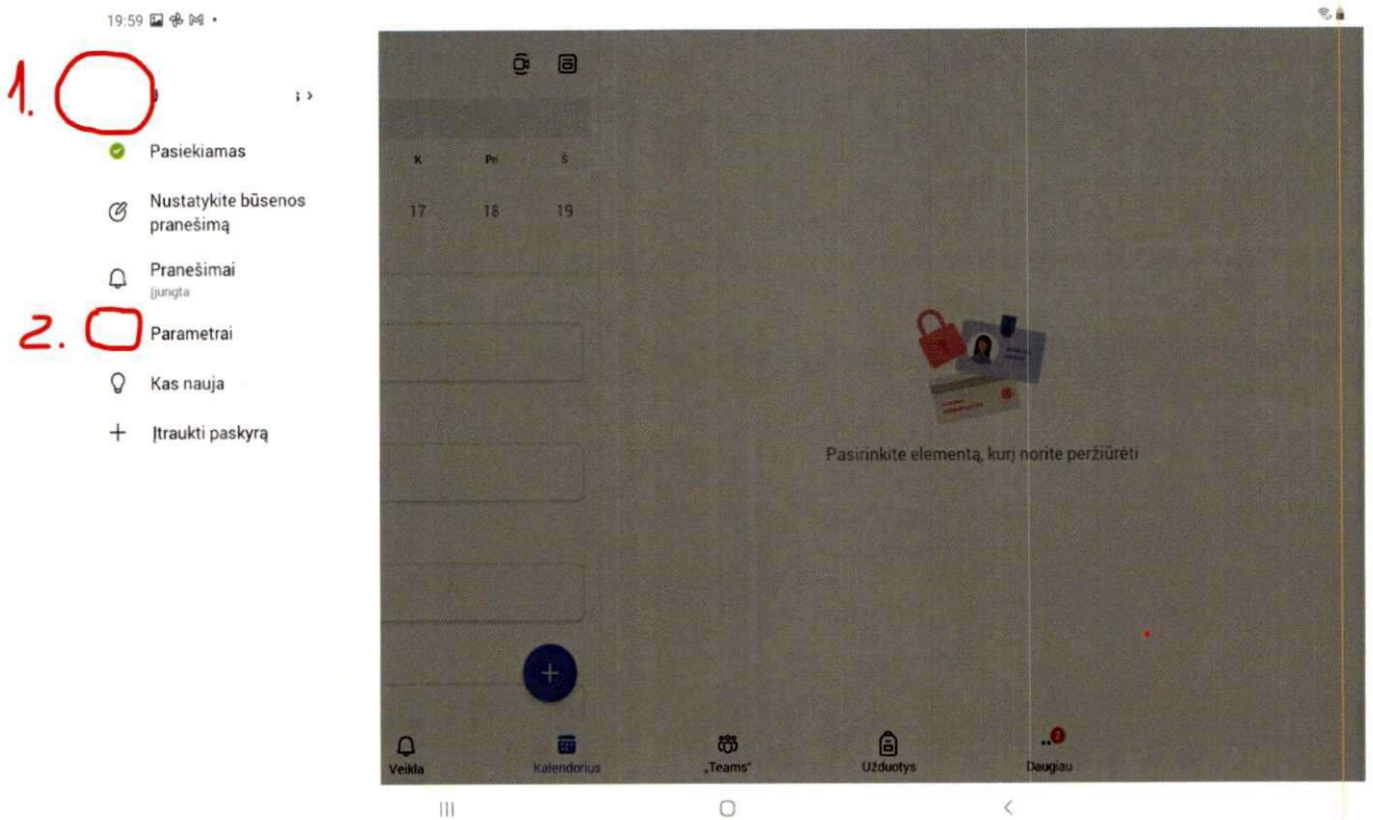 19:59
1.
Pasiekiamas
Nustatykite būsenos
pranešimą
Pranešimai
Įjungta
2.
Parametrai
Kas nauja
Įtraukti paskyrą
K Pn Š
17 18 19
Pasirinkite elementą, kurį norite peržiūrėti
Veikla Kalendorius „Teams“ Užduotys Daugiau
2